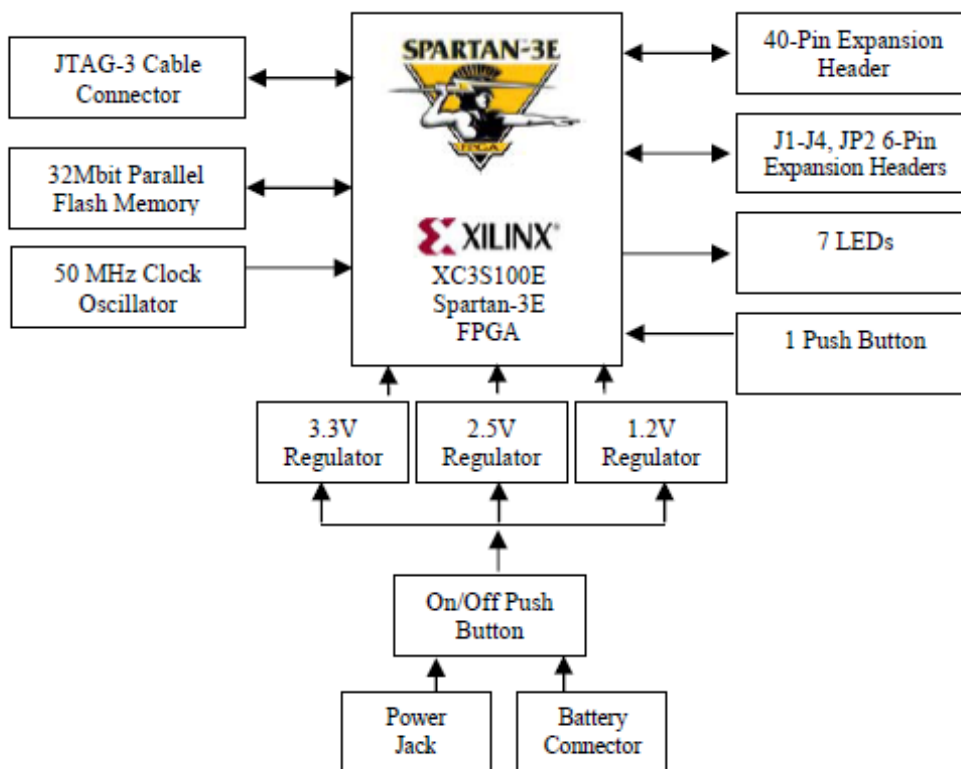 SPARTAN-3E
FPGA
XILINX®
XC3S100E
Spartan-3E
FPGA
JTAG-3 Cable
Connector
32Mbit Parallel
Flash Memory
50 MHz Clock
Oscillator
40-Pin Expansion
Header
J1-J4, JP2 6-Pin
Expansion Headers
7 LEDs
1 Push Button
3.3V
Regulator
2.5V
Regulator
1.2V
Regulator
On/Off Push
Button
Power
Jack
Battery
Connector